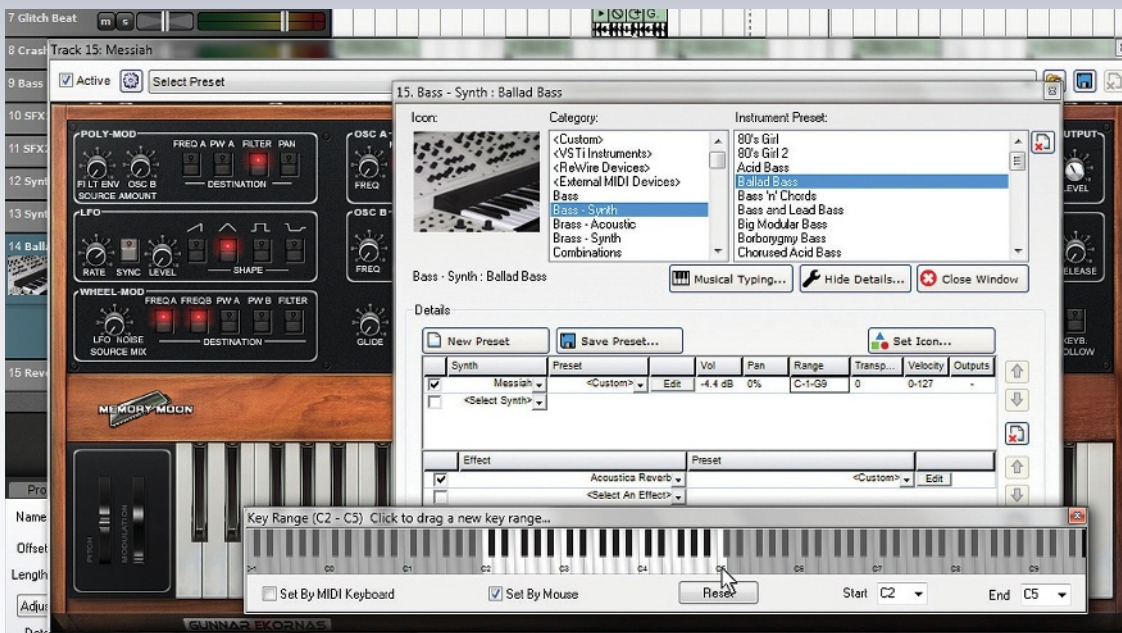 7 Glitch Beat
m s
G.
8 Crash
Track 15: Messiah
9 Bass
Active
Select Preset
15. Bass - Synth : Ballad Bass
10 SFX
11 SFX
12 Synt
13 Synt
14 Balla
15 Reve
Icon:
Category:
Instrument Preset:
<Custom>
<VSTi Instruments>
<ReWire Devices>
<External MIDI Devices>
Bass
Bass - Synth
Brass - Acoustic
Brass - Synth
Combinations
80's Girl
80's Girl 2
Acid Bass
Ballad Bass
Bass 'n' Chords
Bass and Lead Bass
Big Modular Bass
Borborygmy Bass
Chorused Acid Bass
POLY-MOD
FREQ A PW A FILTER PAN
FILT ENV OSC B
DESTINATION
SOURCE AMOUNT
OSC A
FREQ
LFO
RATE SYNC LEVEL
SHAPE
OSC B
FREQ
WHEEL-MOD
FREQ A FREQ B PW A PW B FILTER
LFO NOISE
DESTINATION
SOURCE MIX
GLIDE
UTPUT
EVEL
ELEASE
KEYB.
OLLOW
Bass - Synth : Ballad Bass
Musical Typing...
Hide Details...
Close Window
Details
New Preset
Save Preset...
Set Icon...
Synth Preset Vol Pan Range Transp... Velocity Outputs
Messiah <Custom> Edit -4.4 dB 0% C-1-G9 0 0-127 -
<Select Synth>
Effect Preset
Acoustica Reverb <Custom> Edit
<Select An Effect>
MEMORY MOON
PITCH
MODULATION
Pro
Name
Offset
Length
Adjus
Key Range (C2 - C5) Click to drag a new key range...
C0 C1 C2 C3 C4 C5 C6 C7 C8 C9
Set By MIDI Keyboard
Set By Mouse
Reset
Start C2
End C5
GUNNAR EKORNAS